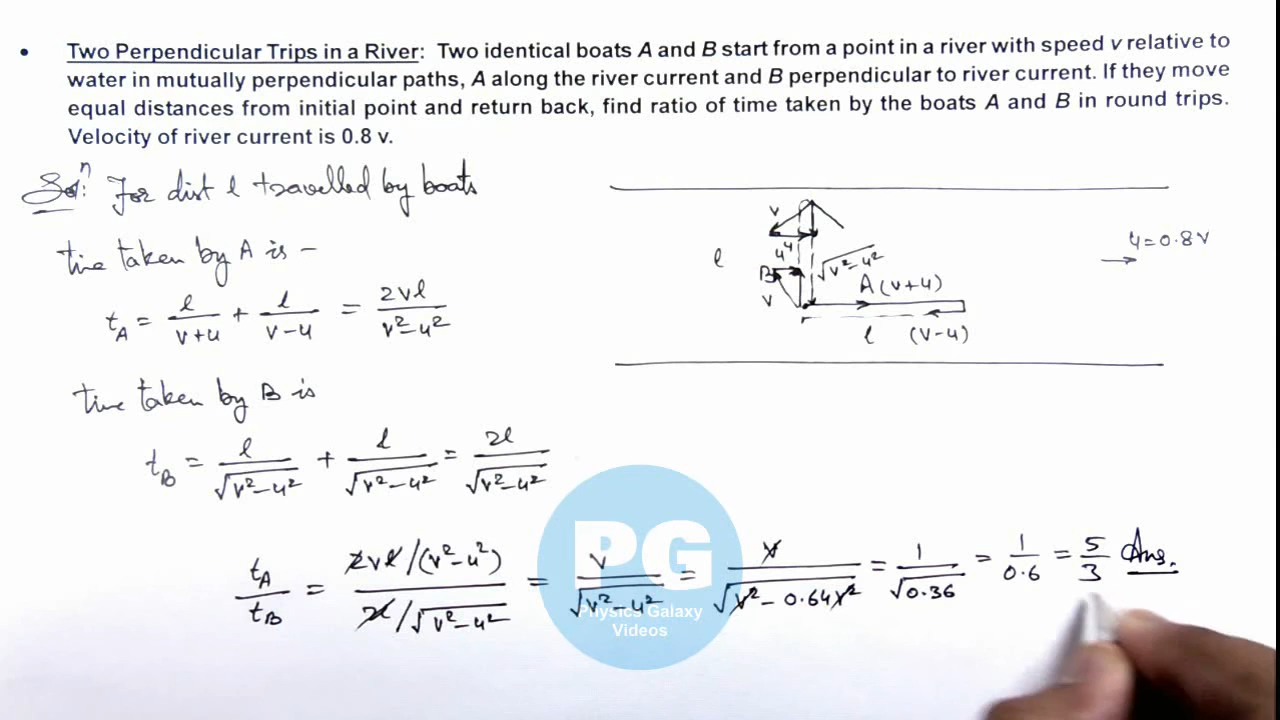 • Two Perpendicular Trips in a River: Two identical boats A and B start from a point in a river with speed v relative to
water in mutually perpendicular paths, A along the river current and B perpendicular to river current. If they move
equal distances from initial point and return back, find ratio of time taken by the boats A and B in round trips.
Velocity of river current is 0.8 v.
Solⁿ: For dist l travelled by boats
time taken by A is –
t_A = l/(v+u) + l/(v-u) = 2vl/(v²-u²)
time taken by B is
t_B = l/√(v²-u²) + l/√(v²-u²) = 2l/√(v²-u²)
t_A/t_B = (2vl/(v²-u²))/(2l/√(v²-u²)) = v/√(v²-u²) = v/√(v²-0.64v²) = 1/√0.36 = 1/0.6 = 5/3 Ans.
v
u
u
l
B
v
√(v²-u²)
A (v+u)
l (v-u)
u=0.8v
PG
Physics Galaxy
Videos